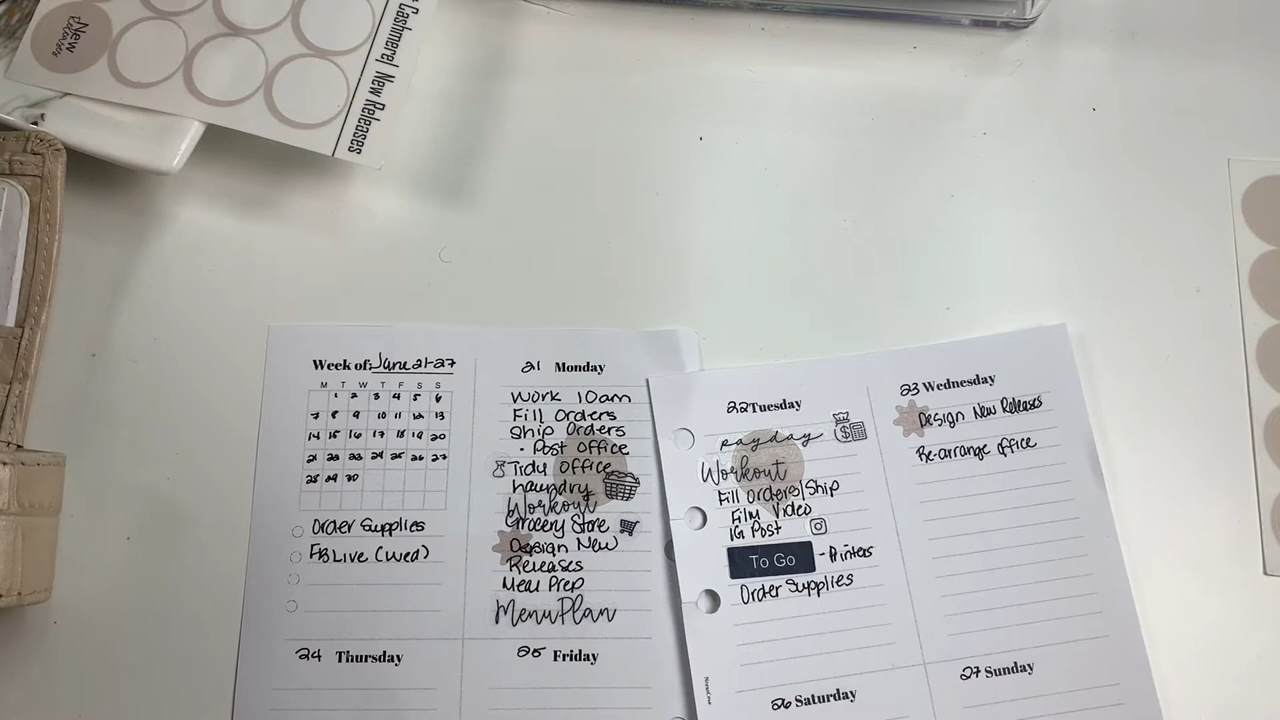 New
Releases
Cashmere| New Releases
Week of: June 21-27
M T W T F S S
1 2 3 4 5 6
7 8 9 10 11 12 13
14 15 16 17 18 19 20
21 22 23 24 25 26 27
28 29 30
Order Supplies
FB Live (Wed)
21 Monday
Work 10am
Fill Orders
Ship Orders
· Post Office
Tidy Office
Laundry
Workout
Grocery Store
Design New
Releases
Meal Prep
Menu Plan
24 Thursday
25 Friday
22 Tuesday
payday
Workout
Fill Orders/Ship
Film Video
IG Post
To Go - Printers
Order Supplies
23 Wednesday
Design New Releases
Re-arrange office
26 Saturday
27 Sunday